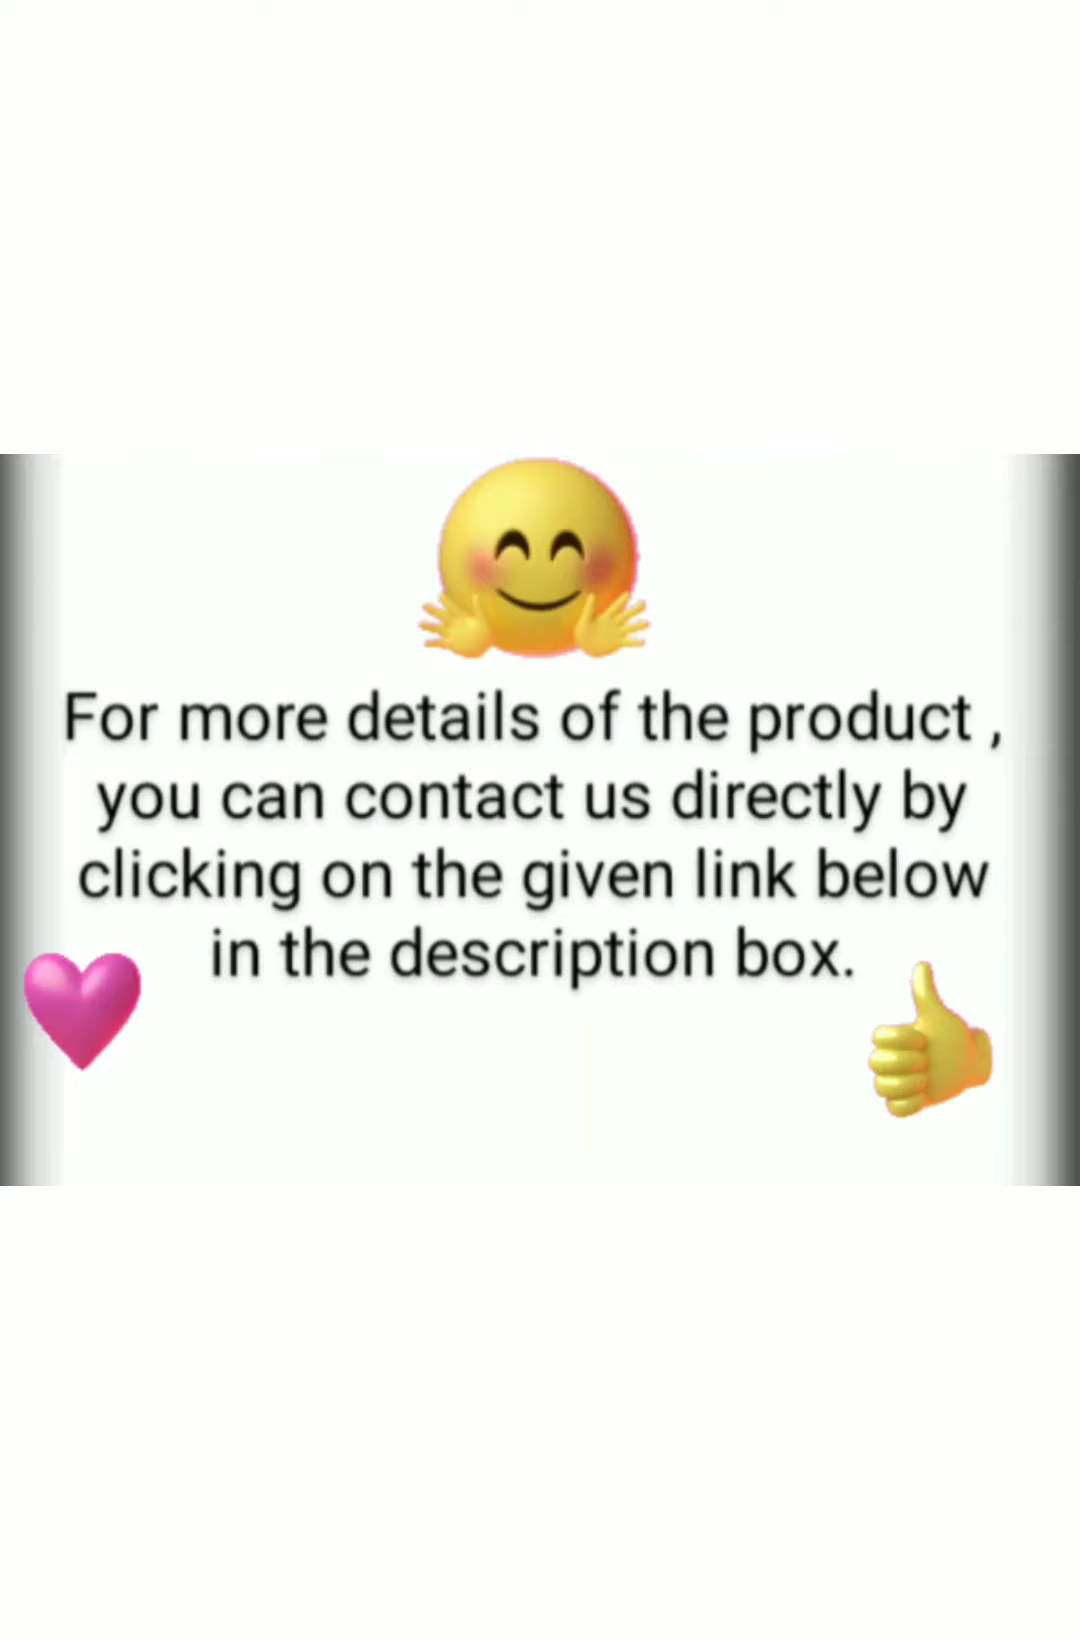 For more details of the product ,
you can contact us directly by
clicking on the given link below
in the description box.